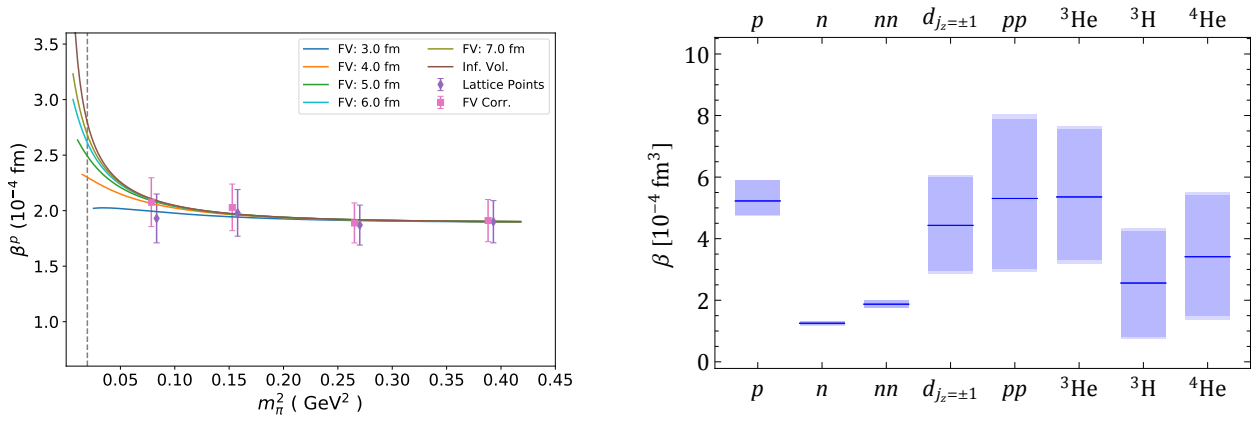 3.5
3.0
2.5
2.0
1.5
1.0
β^p (10^{-4} fm)
0.05 0.10 0.15 0.20 0.25 0.30 0.35 0.40 0.45
m_π^2 ( GeV^2 )
FV: 3.0 fm
FV: 4.0 fm
FV: 5.0 fm
FV: 6.0 fm
FV: 7.0 fm
Inf. Vol.
Lattice Points
FV Corr.
p n nn d_{j_z=±1} pp ^3He ^3H ^4He
10
8
6
4
2
0
β [10^{-4} fm^3]
p n nn d_{j_z=±1} pp ^3He ^3H ^4He